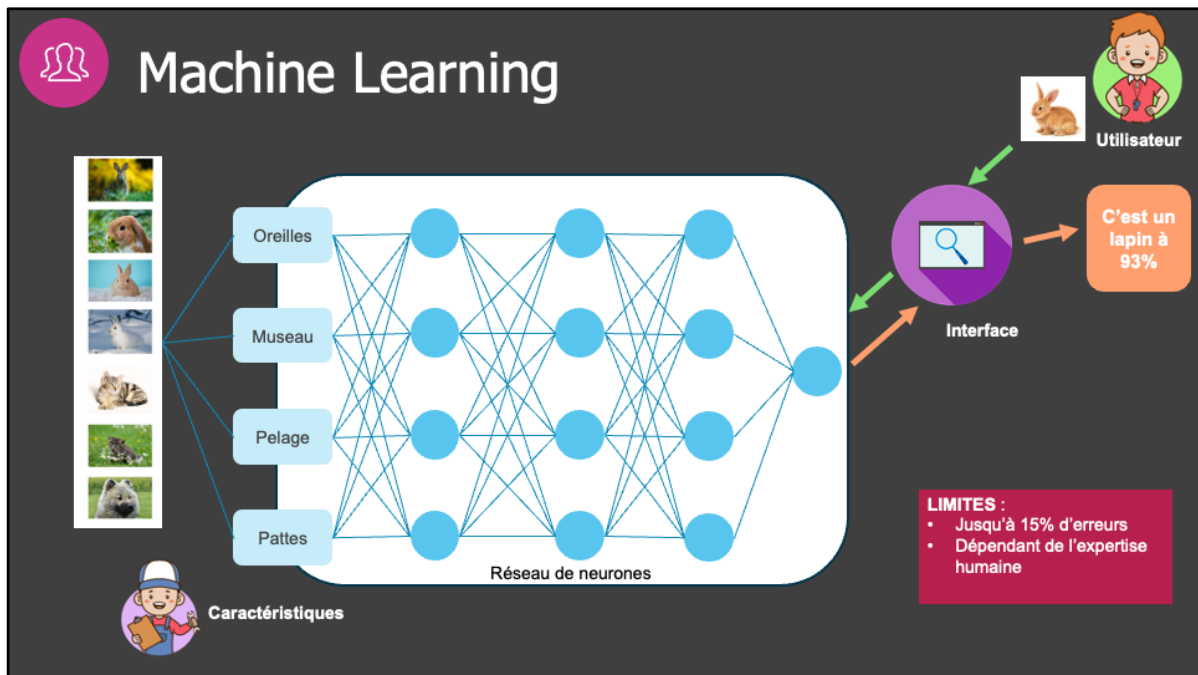 Machine Learning
Utilisateur
Oreilles
Museau
Pelage
Pattes
Réseau de neurones
Caractéristiques
Interface
C’est un
lapin à
93%
LIMITES :
• Jusqu’à 15% d’erreurs
• Dépendant de l’expertise
humaine